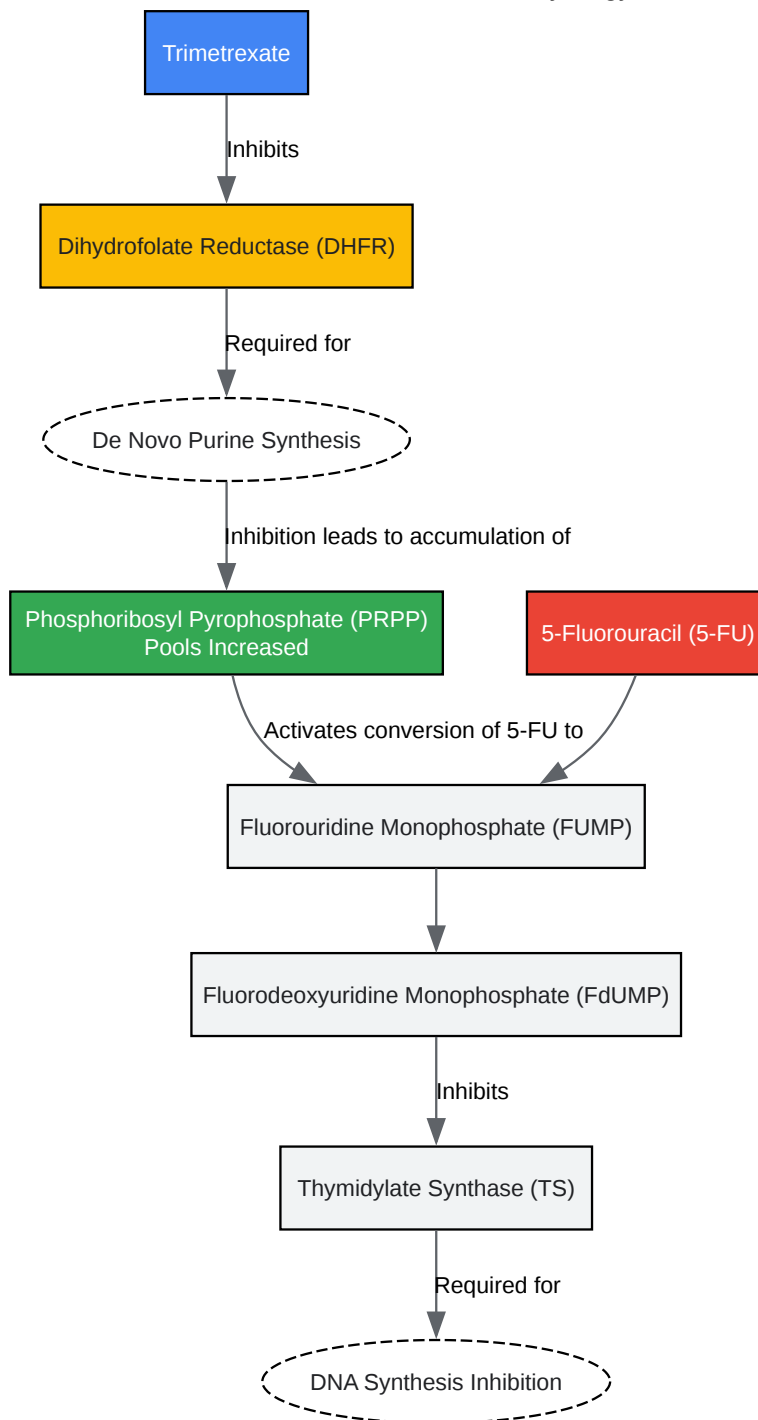 Trimetrexate
Inhibits
Dihydrofolate Reductase (DHFR)
Required for
De Novo Purine Synthesis
Inhibition leads to accumulation of
Phosphoribosyl Pyrophosphate (PRPP)
Pools Increased
5-Fluorouracil (5-FU)
Activates conversion of 5-FU to
Fluorouridine Monophosphate (FUMP)
Fluorodeoxyuridine Monophosphate (FdUMP)
Inhibits
Thymidylate Synthase (TS)
Required for
DNA Synthesis Inhibition